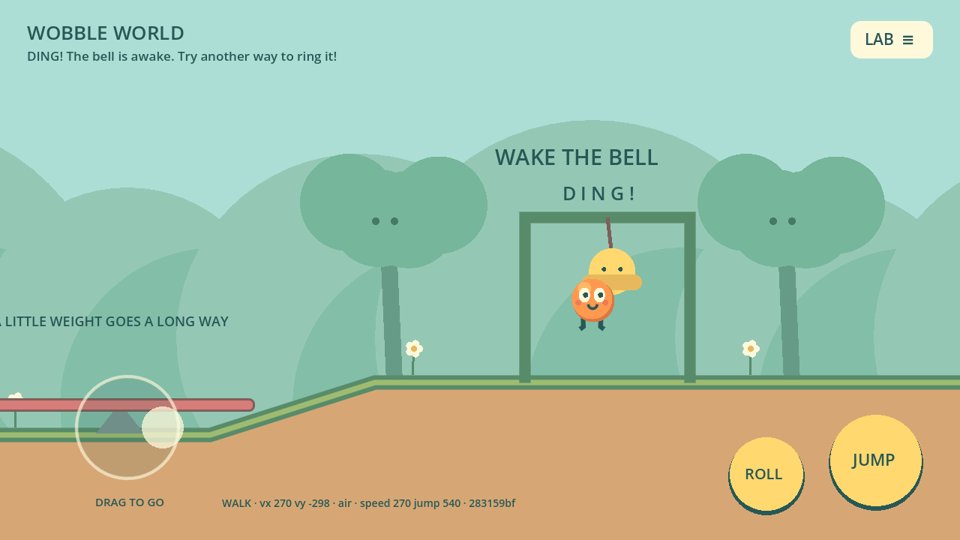 WOBBLE WORLD
DING! The bell is awake. Try another way to ring it!
LAB ≡
WAKE THE BELL
DING!
A LITTLE WEIGHT GOES A LONG WAY
ROLL
JUMP
DRAG TO GO
WALK · vx 270 vy -298 · air · speed 270 jump 540 · 283159bf